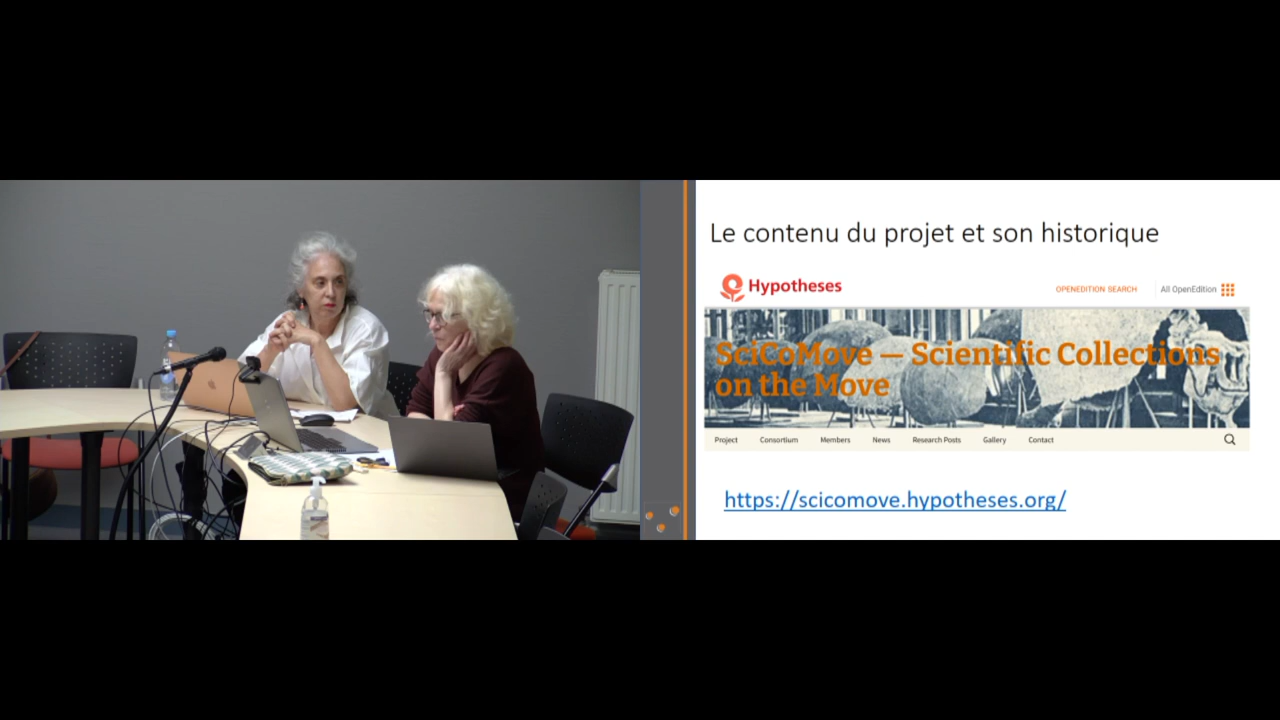 Le contenu du projet et son historique
Hypotheses
OPENEDITION SEARCH
All OpenEdition
SciCoMove — Scientific Collections
on the Move
Project
Consortium
Members
News
Research Posts
Gallery
Contact
https://scicomove.hypotheses.org/